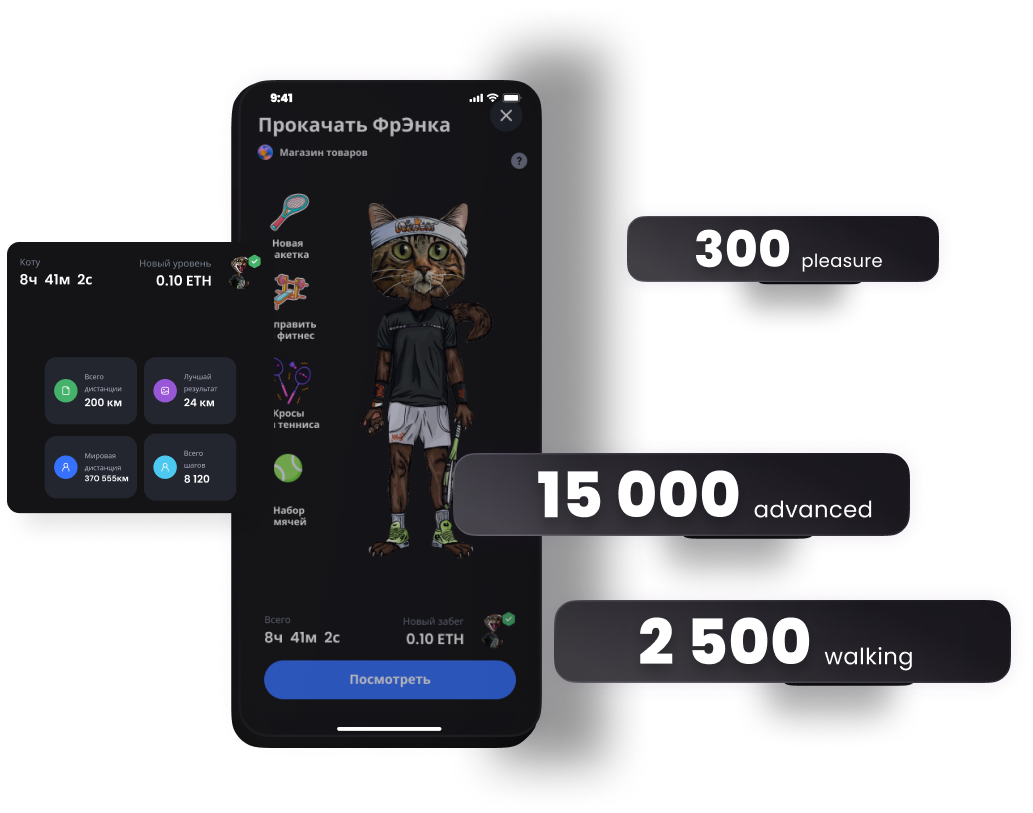 9:41
Прокачать ФрЭнка
Магазин товаров
?
Новая
акетка
править
фитнес
Кросы
тенниса
Набор
мячей
Всего
8ч 41м 2с
Новый забег
0.10 ETH
Посмотреть
Коту
8ч 41м 2с
Новый уровень
0.10 ETH
Всего
дистанции
200 км
Лучшай
результат
24 км
Мировая
дистанция
370 555км
Всего
шагов
8 120
300 pleasure
15 000 advanced
2 500 walking